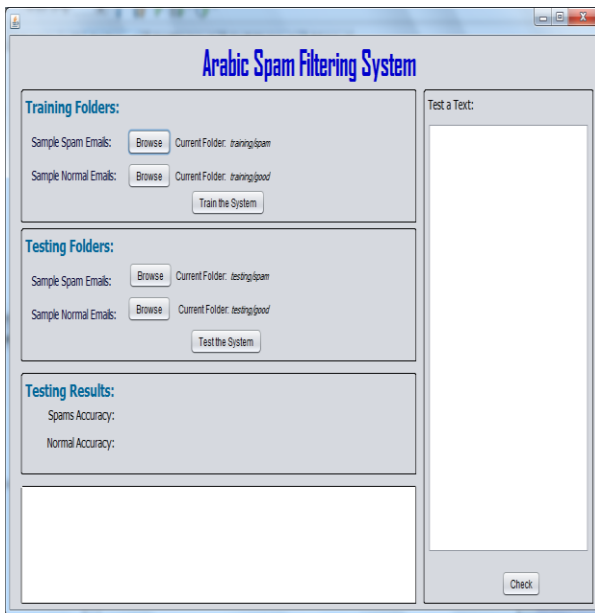 Arabic Spam Filtering System
Training Folders:
Sample Spam Emails: Browse Current Folder: training/spam
Sample Normal Emails: Browse Current Folder: training/good
Train the System
Testing Folders:
Sample Spam Emails: Browse Current Folder: testing/spam
Sample Normal Emails: Browse Current Folder: testing/good
Test the System
Testing Results:
Spams Accuracy:
Normal Accuracy:
Test a Text:
Check